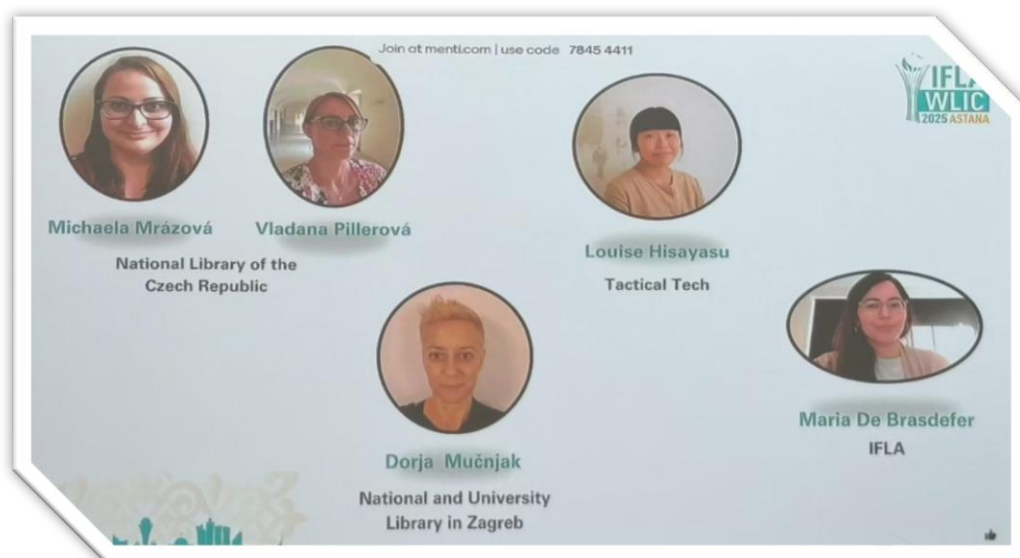 Join at menti.com | use code 7845 4411
IFLA
WLIC
2025 ASTANA
Michaela Mrázová
Vladana Pillerová
National Library of the
Czech Republic
Louise Hisayasu
Tactical Tech
Maria De Brasdefer
IFLA
Dorja Mučnjak
National and University
Library in Zagreb